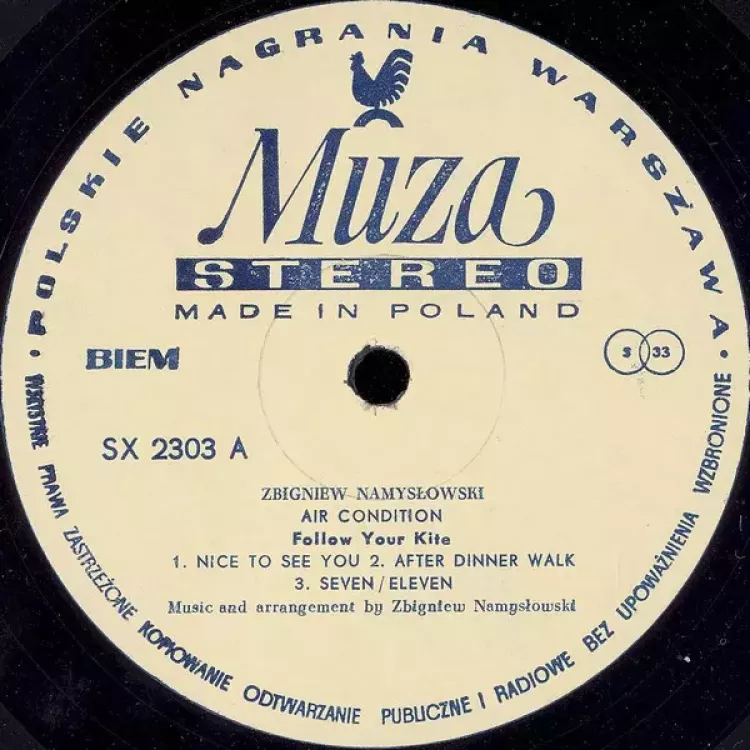 POLSKIE NAGRANIA WARSZAWA
Muza
STEREO
MADE IN POLAND
BIEM
S 33
SX 2303 A
ZBIGNIEW NAMYSŁOWSKI
AIR CONDITION
Follow Your Kite
1. NICE TO SEE YOU 2. AFTER DINNER WALK
3. SEVEN/ELEVEN
Music and arrangement by Zbigniew Namysłowski
WSZYSTKIE PRAWA ZASTRZEŻONE KOPIOWANIE ODTWARZANIE PUBLICZNE I RADIOWE BEZ UPOWAŻNIENIA WZBRONIONE